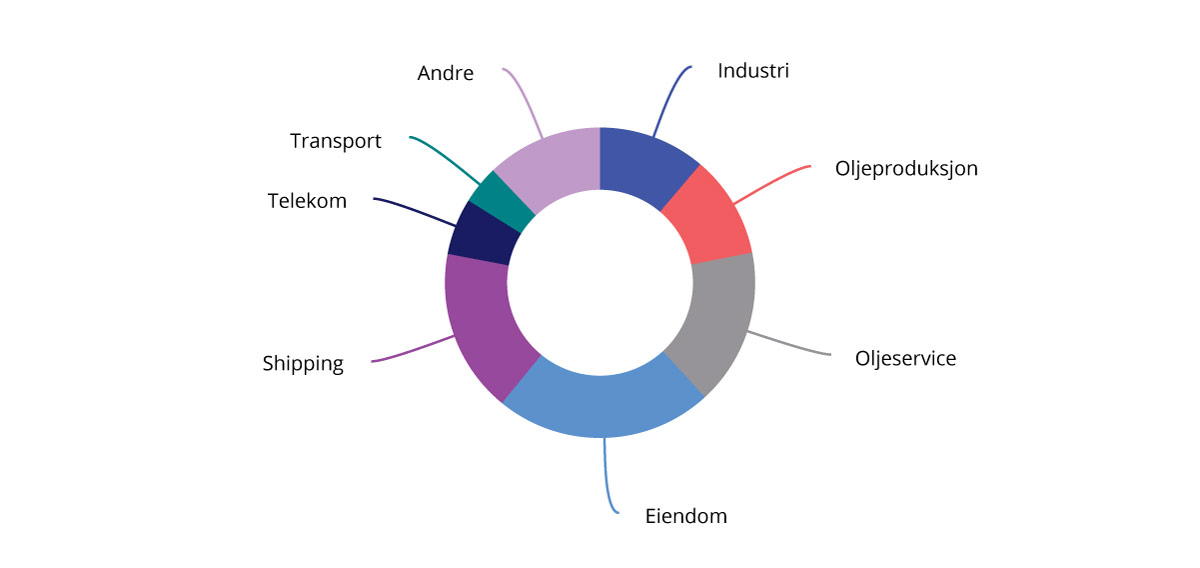 Andre
Industri
Transport
Oljeproduksjon
Telekom
Shipping
Oljeservice
Eiendom